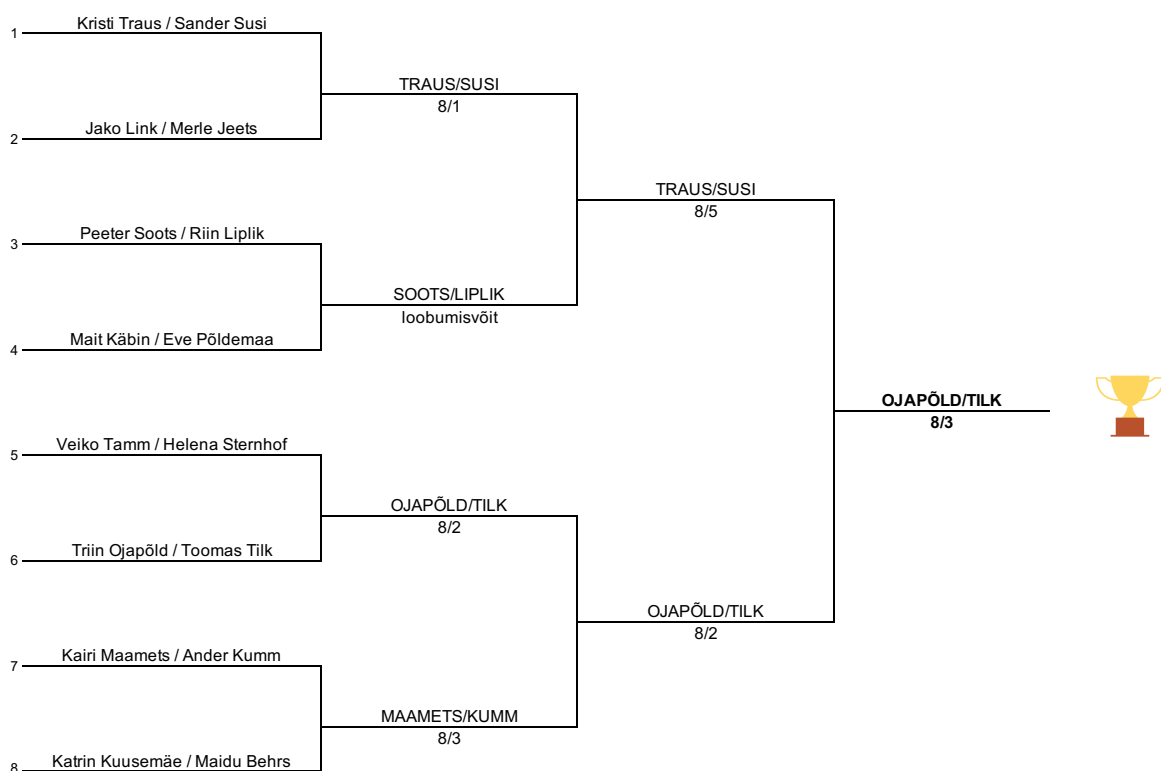 1 Kristi Traus / Sander Susi
TRAUS/SUSI
8/1
2 Jako Link / Merle Jeets
TRAUS/SUSI
8/5
3 Peeter Soots / Riin Liplik
SOOTS/LIPLIK
loobumisvõit
4 Mait Käbin / Eve Põldemaa
OJAPÕLD/TILK
8/3
5 Veiko Tamm / Helena Sternhof
OJAPÕLD/TILK
8/2
6 Triin Ojapõld / Toomas Tilk
OJAPÕLD/TILK
8/2
7 Kairi Maamets / Ander Kumm
MAAMETS/KUMM
8/3
8 Katrin Kuusemäe / Maidu Behrs